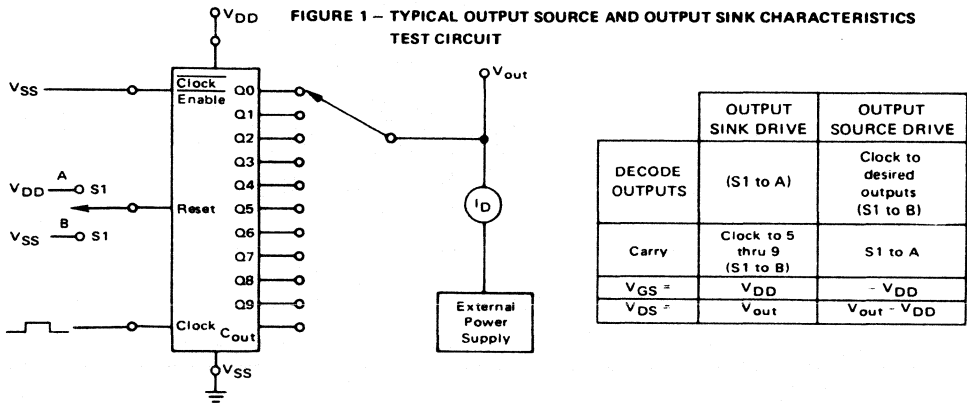 FIGURE 1 – TYPICAL OUTPUT SOURCE AND OUTPUT SINK CHARACTERISTICS
TEST CIRCUIT
VDD
Vout
VSS
Clock
Enable
Q0
Q1
Q2
Q3
Q4
Q5
Q6
Q7
Q8
Q9
Cout
A
VDD S1
Reset
B
VSS S1
Clock
VSS
ID
External
Power
Supply
OUTPUT
SINK DRIVE
OUTPUT
SOURCE DRIVE
DECODE
OUTPUTS
(S1 to A)
Clock to
desired
outputs
(S1 to B)
Carry
Clock to 5
thru 9
(S1 to B)
S1 to A
VGS =
VDD
- VDD
VDS =
Vout
Vout - VDD